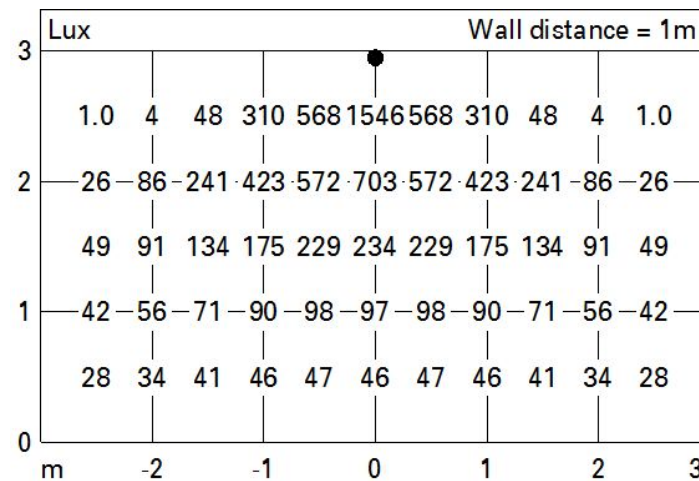 Lux Wall distance = 1m
3
1.0 4 48 310 568 1546 568 310 48 4 1.0
2 26 86 241 423 572 703 572 423 241 86 26
49 91 134 175 229 234 229 175 134 91 49
1 42 56 71 90 98 97 98 90 71 56 42
28 34 41 46 47 46 47 46 41 34 28
0
m -2 -1 0 1 2 3